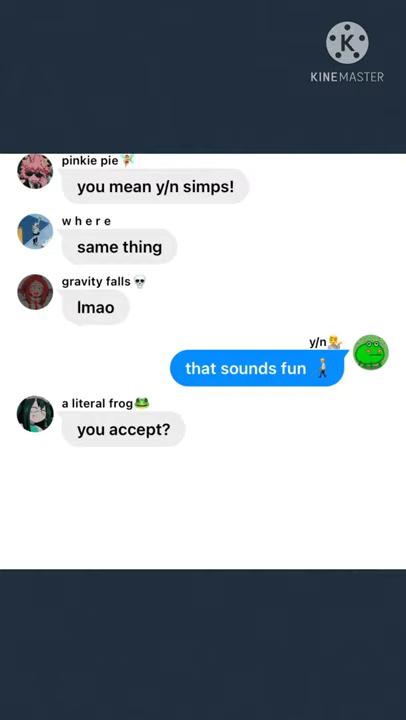 KINEMASTER
pinkie pie🧚
you mean y/n simps!
w h e r e
same thing
gravity falls💀
lmao
y/n
that sounds fun 🚶
a literal frog🐸
you accept?